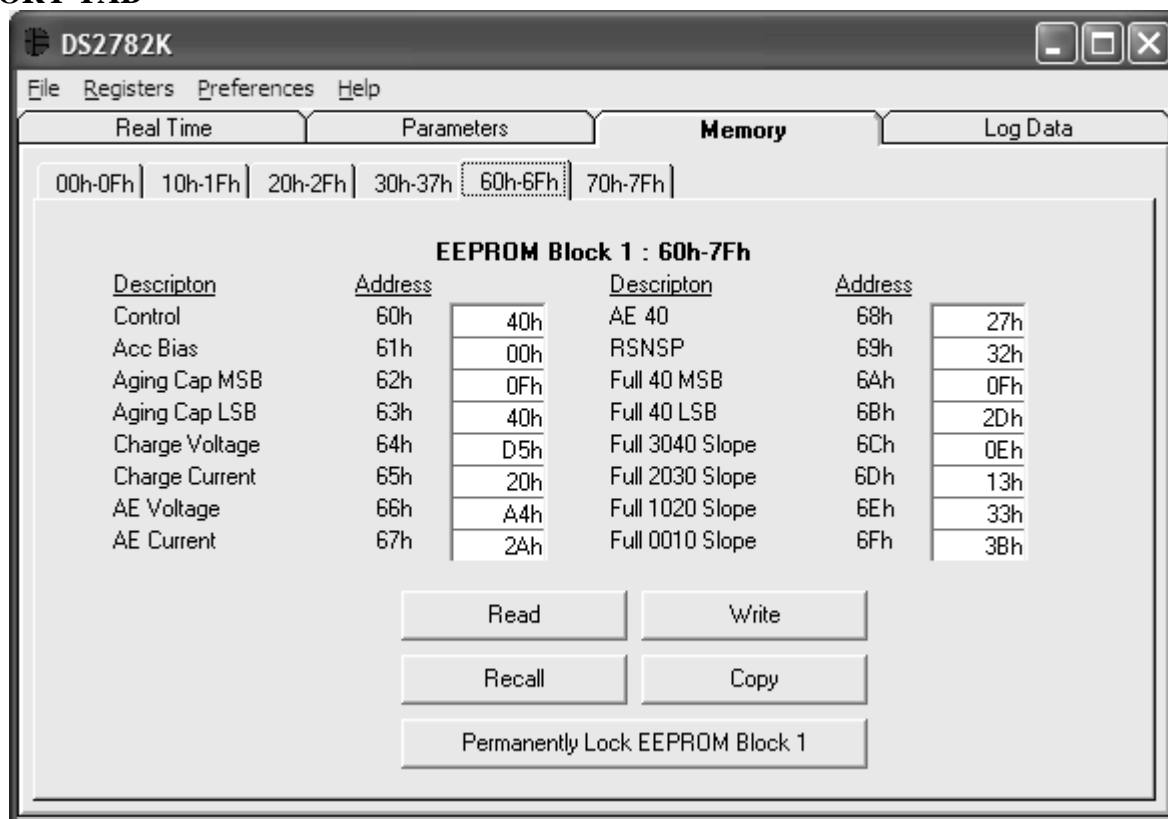 DS2782K
File Registers Preferences Help
Real Time Parameters Memory Log Data
00h-0Fh 10h-1Fh 20h-2Fh 30h-37h 60h-6Fh 70h-7Fh
EEPROM Block 1 : 60h-7Fh
Descripton Address Descripton Address
Control 60h 40h AE 40 68h 27h
Acc Bias 61h 00h RSNSP 69h 32h
Aging Cap MSB 62h 0Fh Full 40 MSB 6Ah 0Fh
Aging Cap LSB 63h 40h Full 40 LSB 6Bh 2Dh
Charge Voltage 64h D5h Full 3040 Slope 6Ch 0Eh
Charge Current 65h 20h Full 2030 Slope 6Dh 13h
AE Voltage 66h A4h Full 1020 Slope 6Eh 33h
AE Current 67h 2Ah Full 0010 Slope 6Fh 3Bh
Read Write
Recall Copy
Permanently Lock EEPROM Block 1